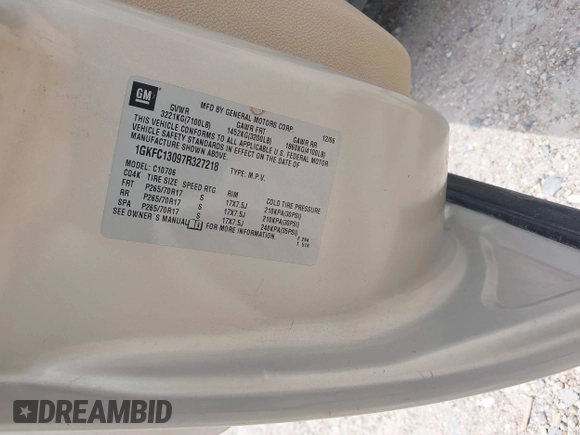 GM
MFD BY GENERAL MOTORS CORP 12/06
GVWR GAWR FRT GAWR RR
3221KG(7100LB) 1452KG(3200LB) 1860KG(4100LB)
THIS VEHICLE CONFORMS TO ALL APPLICABLE U.S. FEDERAL MOTOR
VEHICLE SAFETY STANDARDS IN EFFECT ON THE DATE OF
MANUFACTURE SHOWN ABOVE.
1GKFC13097R327218 TYPE: M.P.V.
MODEL: C10706
CO4K TIRE SIZE SPEED RTG RIM COLD TIRE PRESSURE
FRT P265/70R17 S 17X7.5J 210KPA(30PSI)
RR P265/70R17 S 17X7.5J 210KPA(30PSI)
SPA P265/70R17 S 17X7.5J 240KPA(35PSI)
SEE OWNER'S MANUAL FOR MORE INFORMATION.
DREAMBID